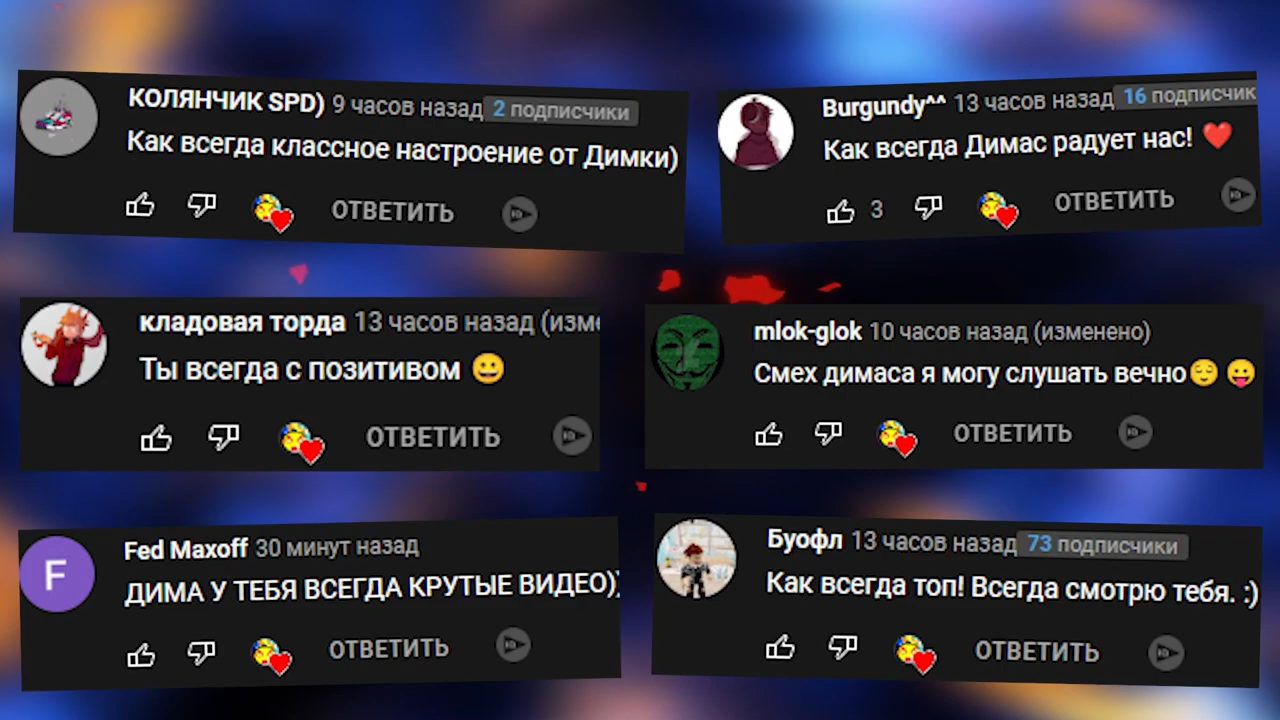 КОЛЯНЧИК SPD) 9 часов назад 2 подписчики
Как всегда классное настроение от Димки)
ОТВЕТИТЬ
Burgundy^^ 13 часов назад 16 подписчик
Как всегда Димас радует нас! ❤️
3 ОТВЕТИТЬ
кладовая торда 13 часов назад (изме
Ты всегда с позитивом 😀
ОТВЕТИТЬ
mlok-glok 10 часов назад (изменено)
Смех димаса я могу слушать вечно😌 😛
ОТВЕТИТЬ
Fed Maxoff 30 минут назад
F
ДИМА У ТЕБЯ ВСЕГДА КРУТЫЕ ВИДЕО))
ОТВЕТИТЬ
Буофл 13 часов назад 73 подписчики
Как всегда топ! Всегда смотрю тебя. :)
ОТВЕТИТЬ